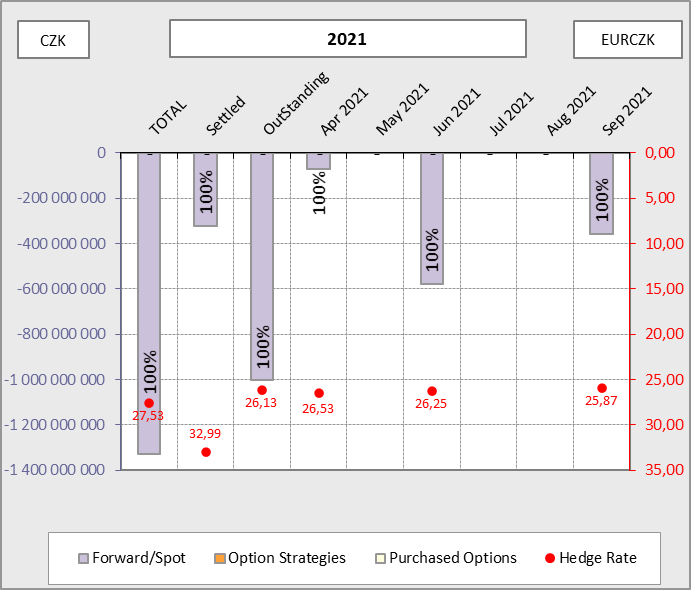 CZK
2021
EURCZK
TOTAL
Settled
OutStanding
Apr 2021
May 2021
Jun 2021
Jul 2021
Aug 2021
Sep 2021
0
-200 000 000
-400 000 000
-600 000 000
-800 000 000
-1 000 000 000
-1 200 000 000
-1 400 000 000
100%
100%
100%
100%
100%
100%
27,53
32,99
26,13
26,53
26,25
25,87
0,00
5,00
10,00
15,00
20,00
25,00
30,00
35,00
Forward/Spot
Option Strategies
Purchased Options
Hedge Rate